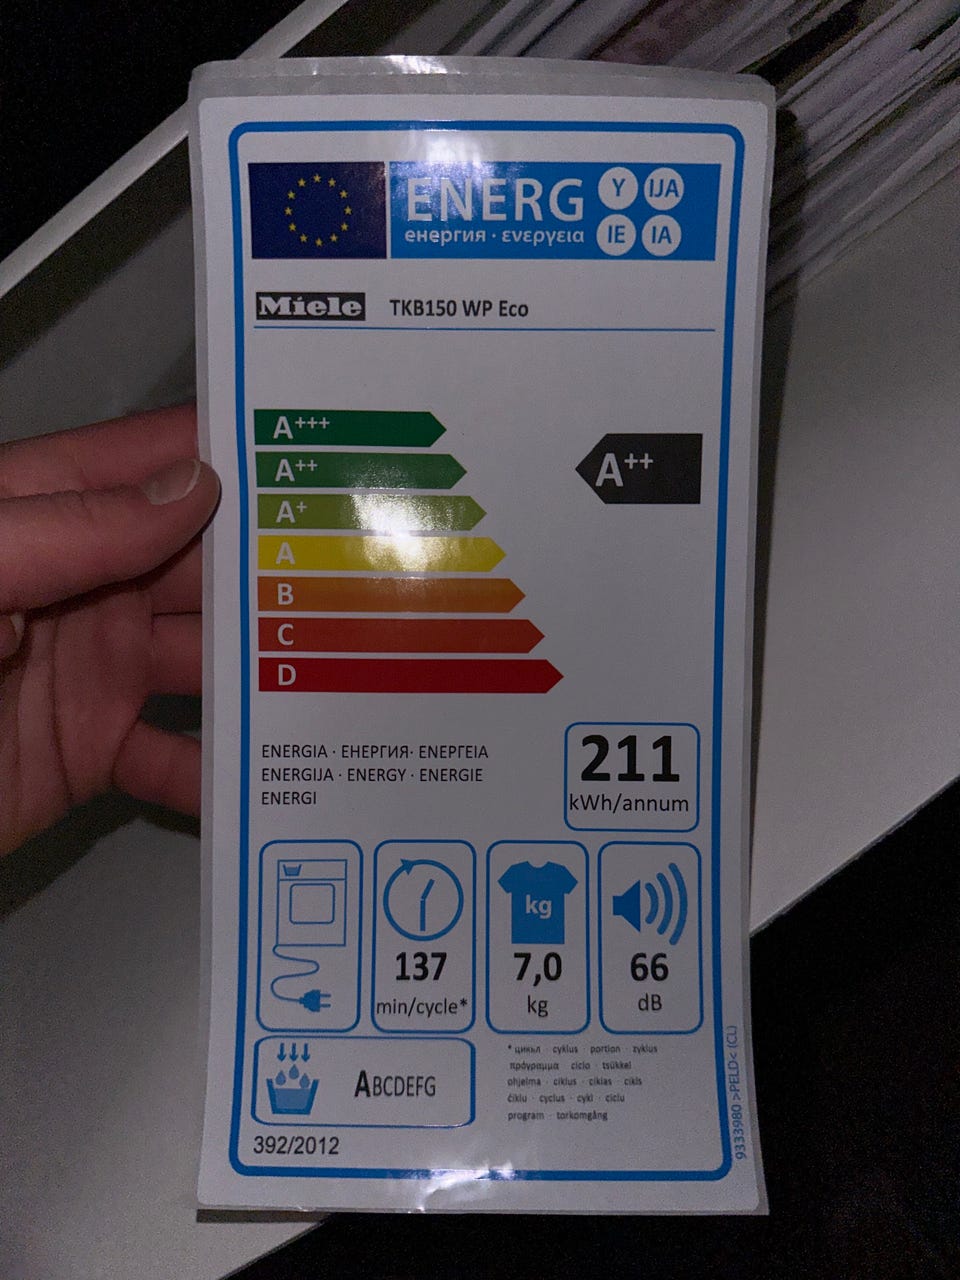 ENERG Y IJA
енергия · ενεργεια IE IA
Miele TKB150 WP Eco
A+++
A++
A++
A+
A
B
C
D
ENERGIA · ЕНЕРГИЯ· ΕΝΕΡΓΕΙΑ
ENERGIJA · ENERGY · ENERGIE
ENERGI
211
kWh/annum
137
min/cycle*
kg
7,0
kg
66
dB
ABCDEFG
* цикъл · cyklus · portion · zyklus
πρόγραμμα · ciclo · tsükkel
ohjelma · ciklus · ciklas · cikls
ċiklu · cyclus · cykl · ciclu
program · torkomgång
392/2012
9333980 >PELD< (CL)